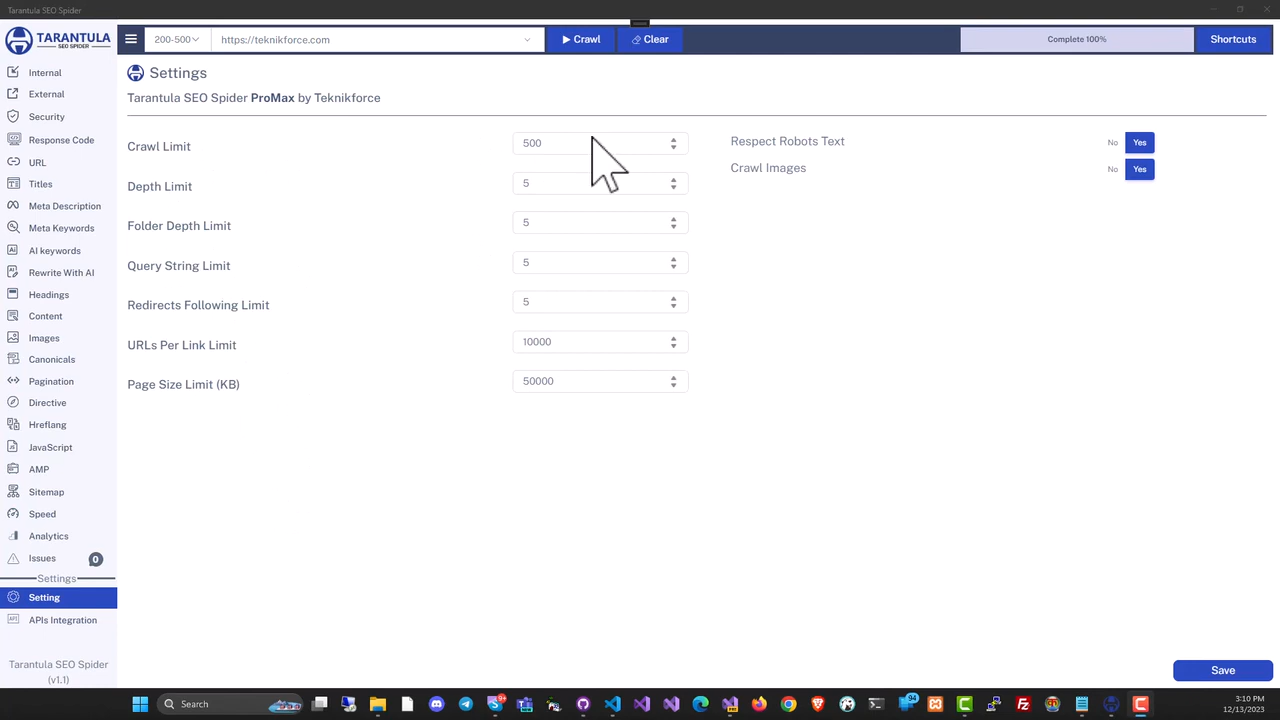 Tarantula SEO Spider
TARANTULA
SEO SPIDER
200-500
https://teknikforce.com
Crawl
Clear
Complete 100%
Shortcuts
Internal
External
Security
Response Code
URL
Titles
Meta Description
Meta Keywords
AI keywords
Rewrite With AI
Headings
Content
Images
Canonicals
Pagination
Directive
Hreflang
JavaScript
AMP
Sitemap
Speed
Analytics
Issues 0
Settings
Setting
APIs Integration
Tarantula SEO Spider
(v1.1)
Settings
Tarantula SEO Spider ProMax by Teknikforce
Crawl Limit 500
Depth Limit 5
Folder Depth Limit 5
Query String Limit 5
Redirects Following Limit 5
URLs Per Link Limit 10000
Page Size Limit (KB) 50000
Respect Robots Text No Yes
Crawl Images No Yes
Save
Search
9+
94
3:10 PM
12/13/2023